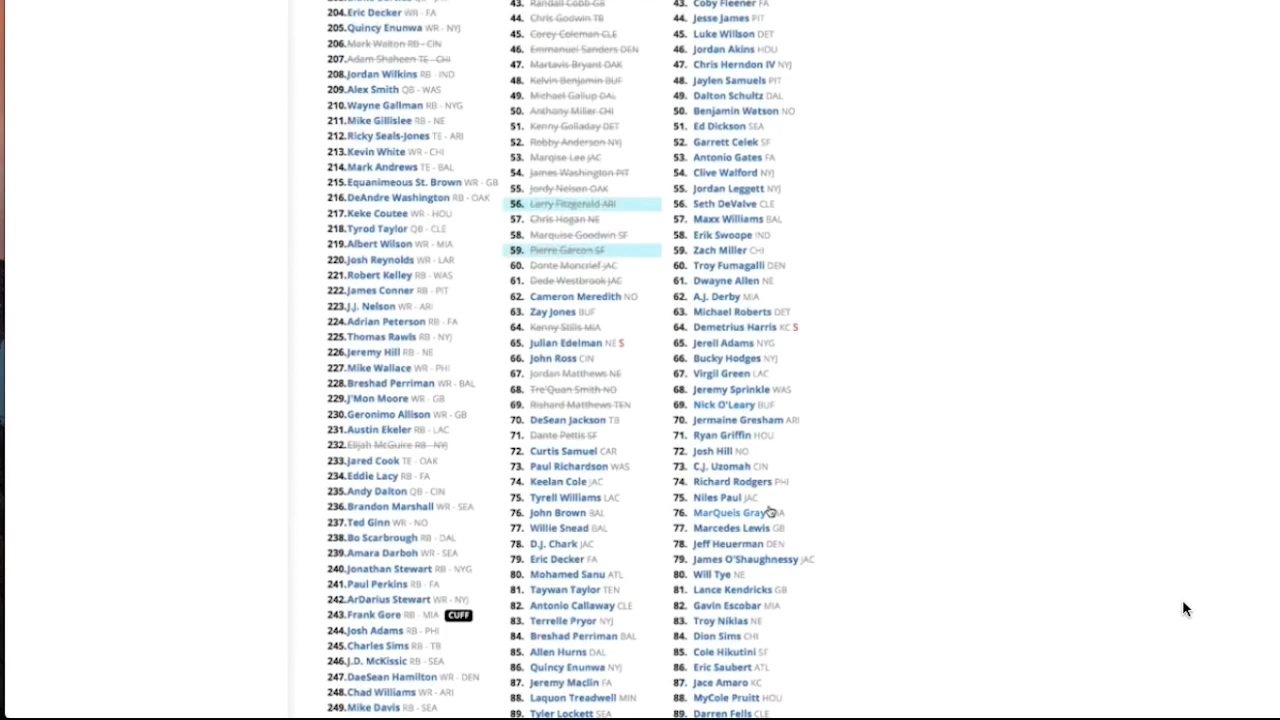 204. Eric Decker WR - FA
205. Quincy Enunwa WR - NYJ
206. Mark Walton RB - CIN
207. Adam Shaheen TE - CHI
208. Jordan Wilkins RB - IND
209. Alex Smith QB - WAS
210. Wayne Gallman RB - NYG
211. Mike Gillislee RB - NE
212. Ricky Seals-Jones TE - ARI
213. Kevin White WR - CHI
214. Mark Andrews TE - BAL
215. Equanimeous St. Brown WR - GB
216. DeAndre Washington RB - OAK
217. Keke Coutee WR - HOU
218. Tyrod Taylor QB - CLE
219. Albert Wilson WR - MIA
220. Josh Reynolds WR - LAR
221. Robert Kelley RB - WAS
222. James Conner RB - PIT
223. J.J. Nelson WR - ARI
224. Adrian Peterson RB - FA
225. Thomas Rawls RB - NYJ
226. Jeremy Hill RB - NE
227. Mike Wallace WR - PHI
228. Breshad Perriman WR - BAL
229. J'Mon Moore WR - GB
230. Geronimo Allison WR - GB
231. Austin Ekeler RB - LAC
232. Elijah McGuire RB - NYJ
233. Jared Cook TE - OAK
234. Eddie Lacy RB - FA
235. Andy Dalton QB - CIN
236. Brandon Marshall WR - SEA
237. Ted Ginn WR - NO
238. Bo Scarbrough RB - DAL
239. Amara Darboh WR - SEA
240. Jonathan Stewart RB - NYG
241. Paul Perkins RB - FA
242. ArDarius Stewart WR - NYJ
243. Frank Gore RB - MIA CUFF
244. Josh Adams RB - PHI
245. Charles Sims RB - TB
246. J.D. McKissic RB - SEA
247. DaeSean Hamilton WR - DEN
248. Chad Williams WR - ARI
249. Mike Davis RB - SEA
43. Randall Cobb GB
44. Chris Godwin TB
45. Corey Coleman CLE
46. Emmanuel Sanders DEN
47. Martavis Bryant OAK
48. Kelvin Benjamin BUF
49. Michael Gallup DAL
50. Anthony Miller CHI
51. Kenny Golladay DET
52. Robby Anderson NYJ
53. Marqise Lee JAC
54. James Washington PIT
55. Jordy Nelson OAK
56. Larry Fitzgerald ARI
57. Chris Hogan NE
58. Marquise Goodwin SF
59. Pierre Garcon SF
60. Donte Moncrief JAC
61. Dede Westbrook JAC
62. Cameron Meredith NO
63. Zay Jones BUF
64. Kenny Stills MIA
65. Julian Edelman NE S
66. John Ross CIN
67. Jordan Matthews NE
68. Tre'Quan Smith NO
69. Rishard Matthews TEN
70. DeSean Jackson TB
71. Dante Pettis SF
72. Curtis Samuel CAR
73. Paul Richardson WAS
74. Keelan Cole JAC
75. Tyrell Williams LAC
76. John Brown BAL
77. Willie Snead BAL
78. D.J. Chark JAC
79. Eric Decker FA
80. Mohamed Sanu ATL
81. Taywan Taylor TEN
82. Antonio Callaway CLE
83. Terrelle Pryor NYJ
84. Breshad Perriman BAL
85. Allen Hurns DAL
86. Quincy Enunwa NYJ
87. Jeremy Maclin FA
88. Laquon Treadwell MIN
89. Tyler Lockett SEA
43. Coby Fleener FA
44. Jesse James PIT
45. Luke Willson DET
46. Jordan Akins HOU
47. Chris Herndon IV NYJ
48. Jaylen Samuels PIT
49. Dalton Schultz DAL
50. Benjamin Watson NO
51. Ed Dickson SEA
52. Garrett Celek SF
53. Antonio Gates FA
54. Clive Walford NYJ
55. Jordan Leggett NYJ
56. Seth DeValve CLE
57. Maxx Williams BAL
58. Erik Swoope IND
59. Zach Miller CHI
60. Troy Fumagalli DEN
61. Dwayne Allen NE
62. A.J. Derby MIA
63. Michael Roberts DET
64. Demetrius Harris KC S
65. Jerell Adams NYG
66. Bucky Hodges NYJ
67. Virgil Green LAC
68. Jeremy Sprinkle WAS
69. Nick O'Leary BUF
70. Jermaine Gresham ARI
71. Ryan Griffin HOU
72. Josh Hill NO
73. C.J. Uzomah CIN
74. Richard Rodgers PHI
75. Niles Paul JAC
76. MarQueis Gray
77. Marcedes Lewis GB
78. Jeff Heuerman DEN
79. James O'Shaughnessy JAC
80. Will Tye NE
81. Lance Kendricks GB
82. Gavin Escobar MIA
83. Troy Niklas NE
84. Dion Sims CHI
85. Cole Hikutini SF
86. Eric Saubert ATL
87. Jace Amaro KC
88. MyCole Pruitt HOU
89. Darren Fells CLE